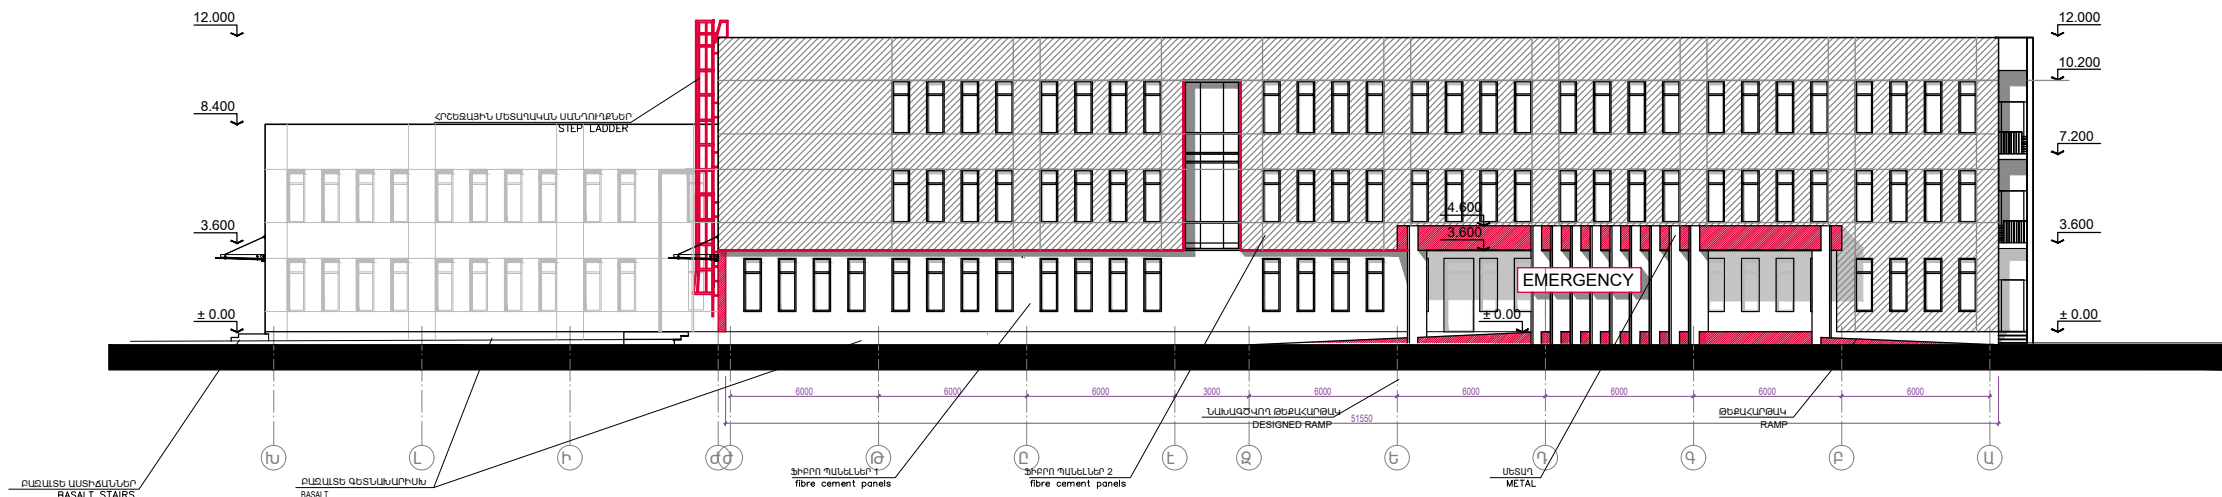 12.000
12.000
10.200
8.400
ՀՐՇԵՋԱՅԻՆ ՄԵՏԱՂԱԿԱՆ ՍԱՆԴՈՒՂՔՆԵՐ
STEP LADDER
7.200
3.600
4.600
3.600
3.600
EMERGENCY
± 0.00
± 0.00
± 0.00
6000
6000
6000
3000
6000
6000
6000
6000
6000
ՆԱԽԱԳԾՎՈՂ ԹԵՔԱՀԱՐԹԱԿ
DESIGNED RAMP
51550
ԹԵՔԱՀԱՐԹԱԿ
RAMP
Խ
Լ
Ի
Ժ
Թ
Ը
Է
Զ
Ե
Դ
Գ
Բ
Ա
ԲԱԶԱԼՏԵ ԱՍՏԻՃԱՆՆԵՐ
BASALT STAIRS
ԲԱԶԱԼՏԵ ԳԵՏՆԱԽԱՐԻՍԽ
BASALT
ՖԻԲՐՈ ՊԱՆԵԼՆԵՐ 1
fibre cement panels
ՖԻԲՐՈ ՊԱՆԵԼՆԵՐ 2
fibre cement panels
ՄԵՏԱՂ
METAL